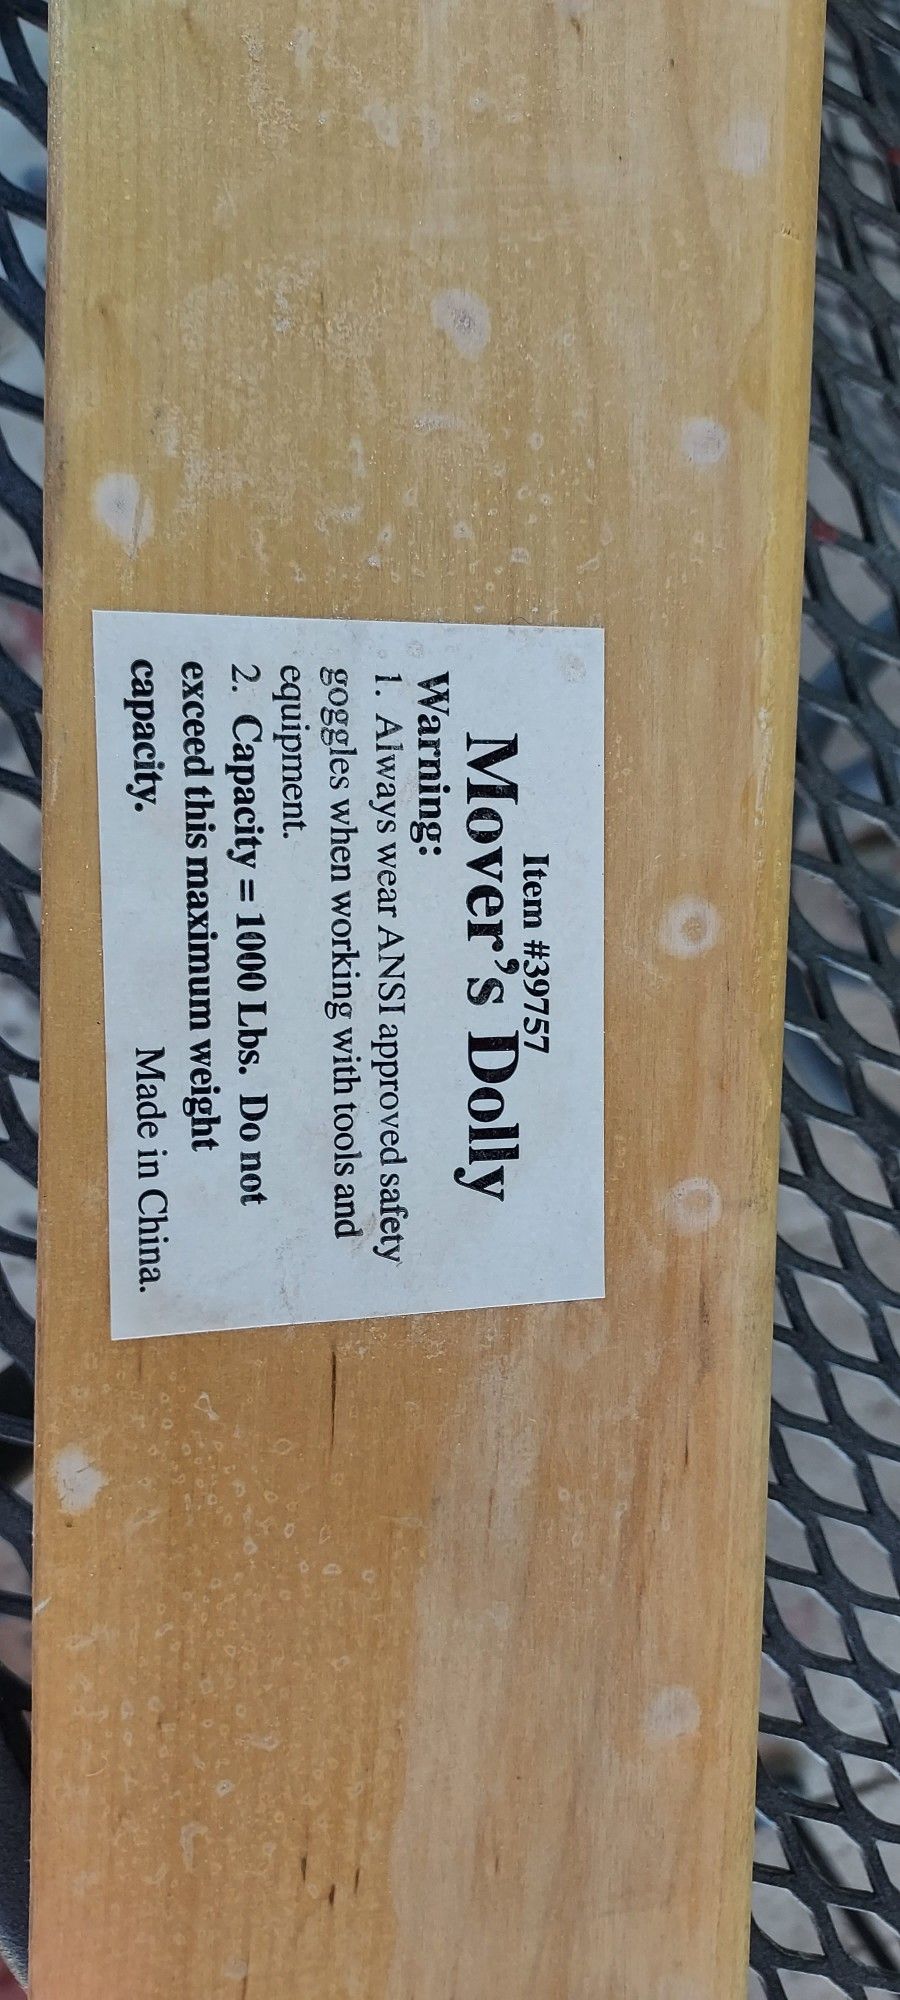 Item #39757
Mover's Dolly
Warning:
1. Always wear ANSI approved safety
goggles when working with tools and
equipment.
2. Capacity = 1000 Lbs. Do not
exceed this maximum weight
capacity. Made in China.